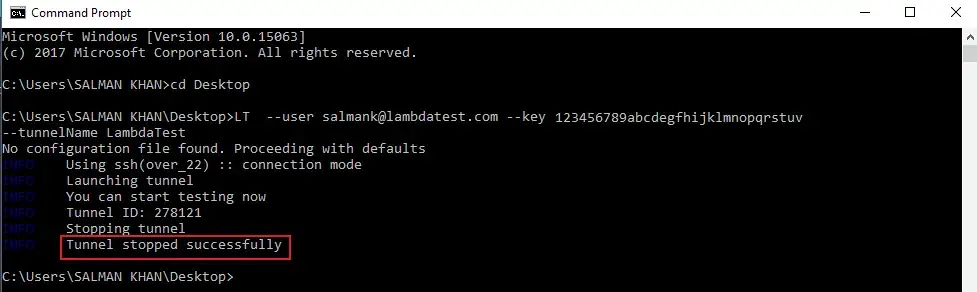 Command Prompt
Microsoft Windows [Version 10.0.15063]
(c) 2017 Microsoft Corporation. All rights reserved.
C:\Users\SALMAN KHAN>cd Desktop
C:\Users\SALMAN KHAN\Desktop>LT  --user salmank@lambdatest.com --key 123456789abcdegfhijklmnopqrstuv
--tunnelName LambdaTest
No configuration file found. Proceeding with defaults
INFO    Using ssh(over_22) :: connection mode
INFO    Launching tunnel
INFO    You can start testing now
INFO    Tunnel ID: 278121
INFO    Stopping tunnel
INFO    Tunnel stopped successfully
C:\Users\SALMAN KHAN\Desktop>